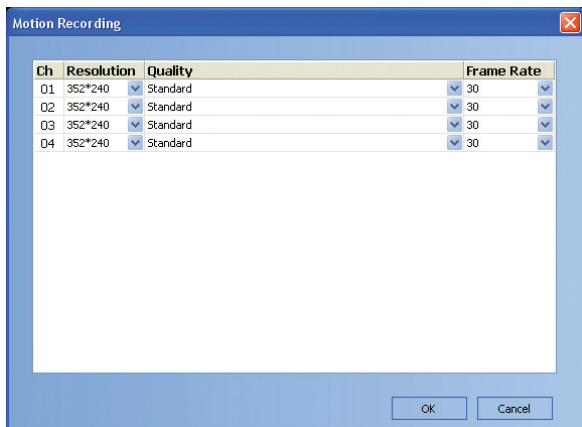 Motion Recording
Ch Resolution Quality Frame Rate
01 352*240 Standard 30
02 352*240 Standard 30
03 352*240 Standard 30
04 352*240 Standard 30
OK Cancel